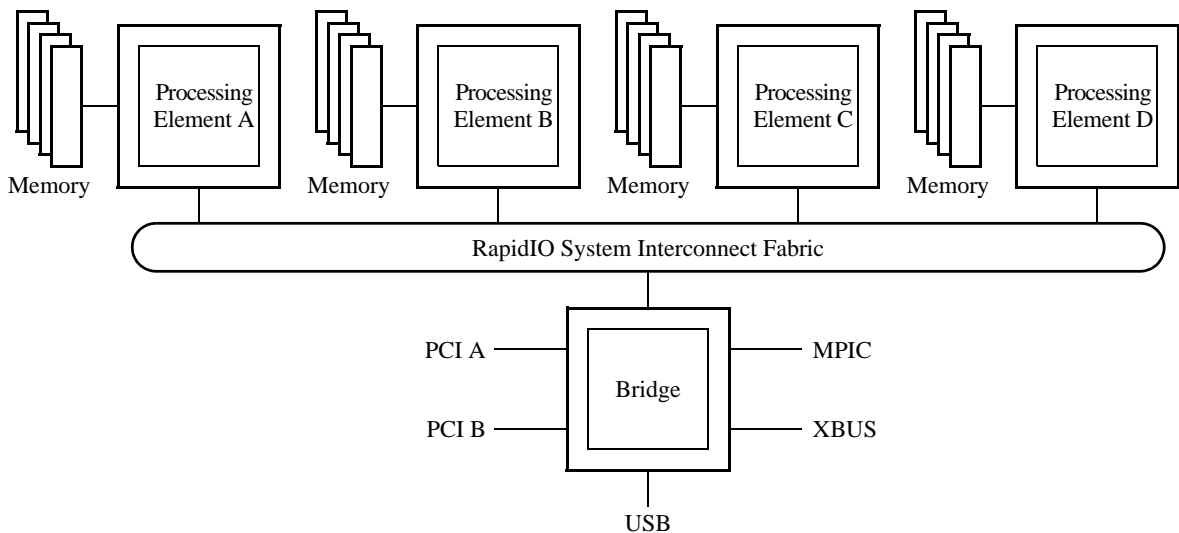 Processing
Element A
Processing
Element B
Processing
Element C
Processing
Element D
Memory
Memory
Memory
Memory
RapidIO System Interconnect Fabric
PCI A
MPIC
Bridge
PCI B
XBUS
USB